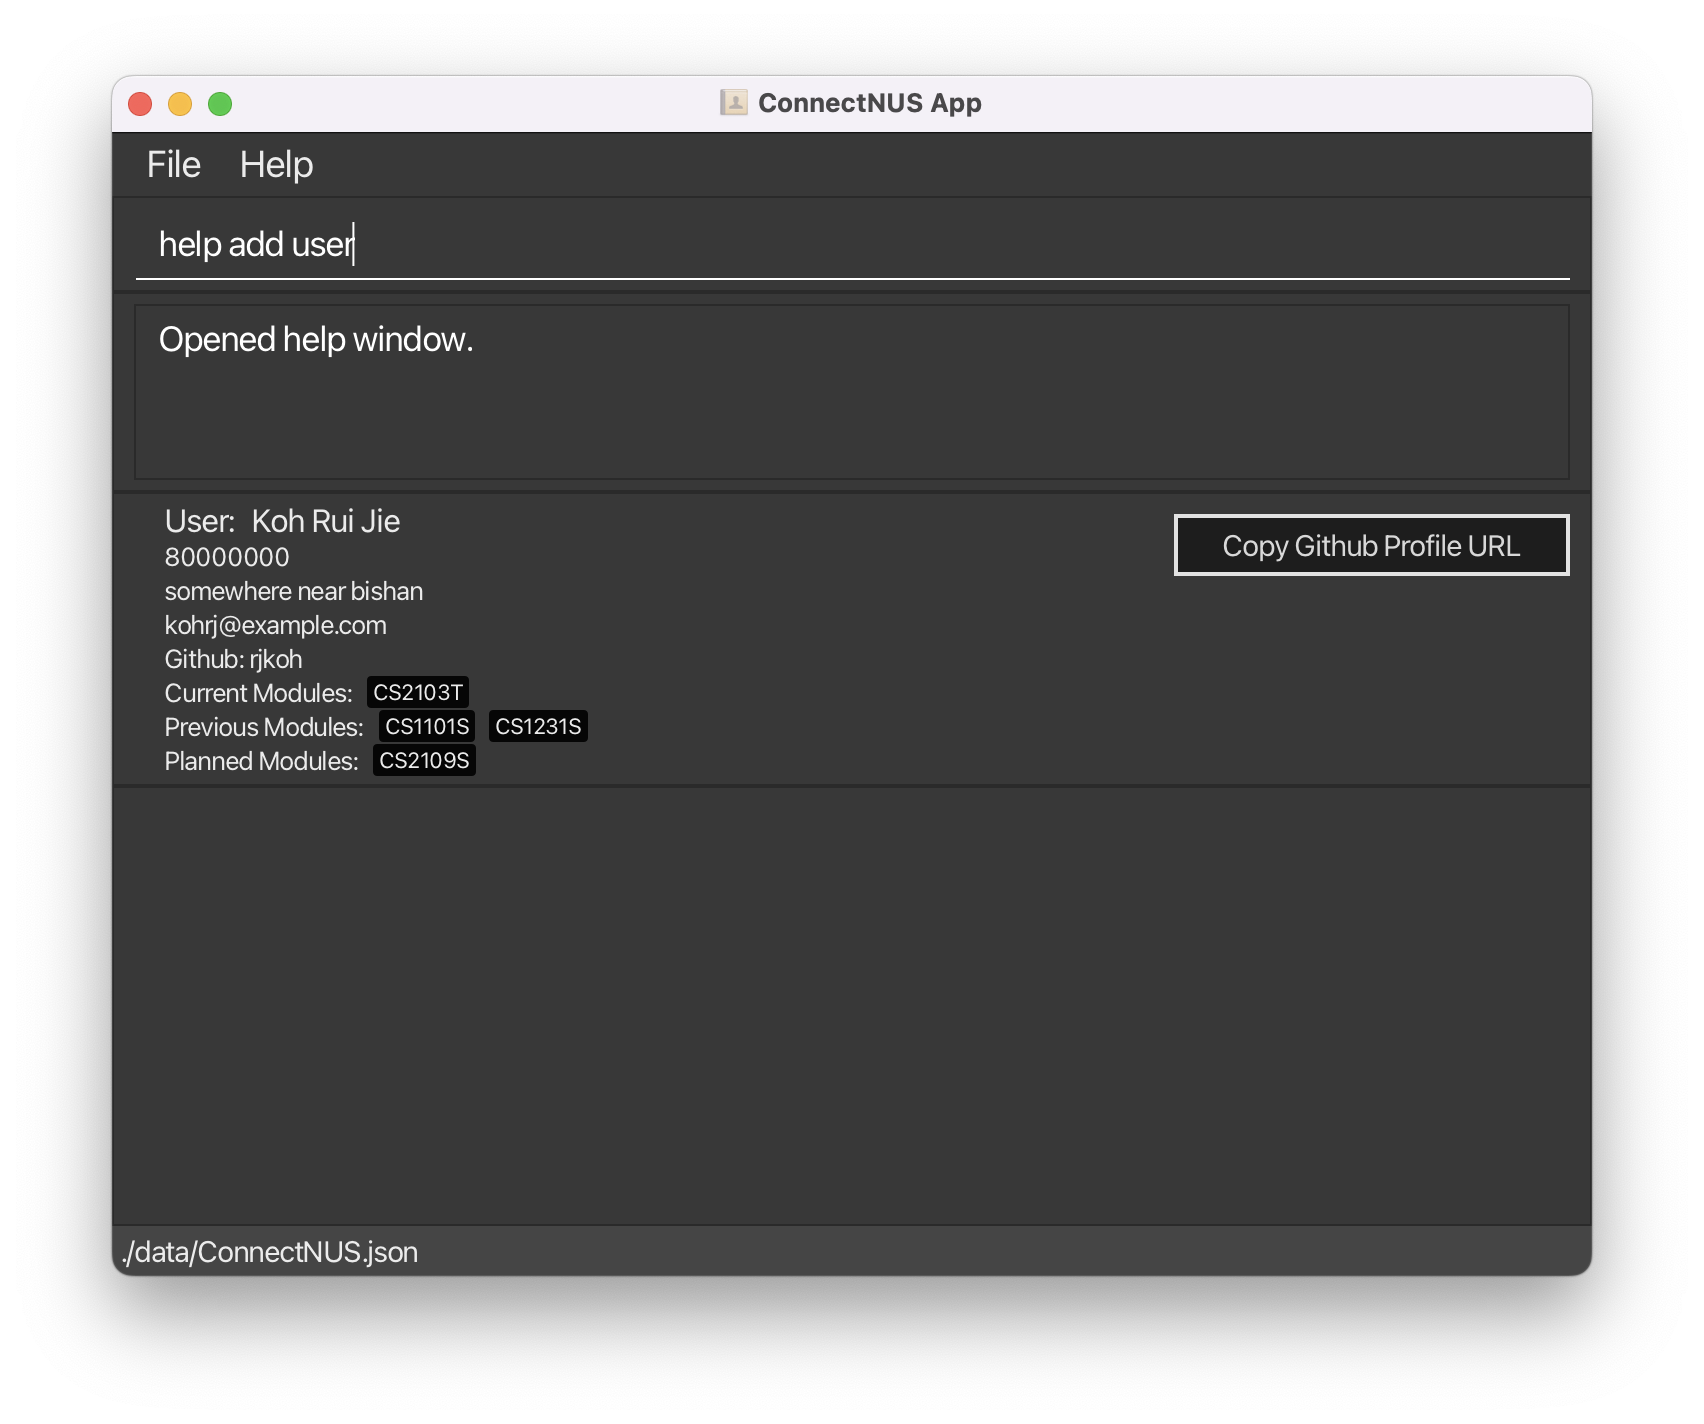 ConnectNUS App
File Help
help add user
Opened help window.
User: Koh Rui Jie
Copy Github Profile URL
80000000
somewhere near bishan
kohrj@example.com
Github: rjkoh
Current Modules: CS2103T
Previous Modules: CS1101S CS1231S
Planned Modules: CS2109S
./data/ConnectNUS.json